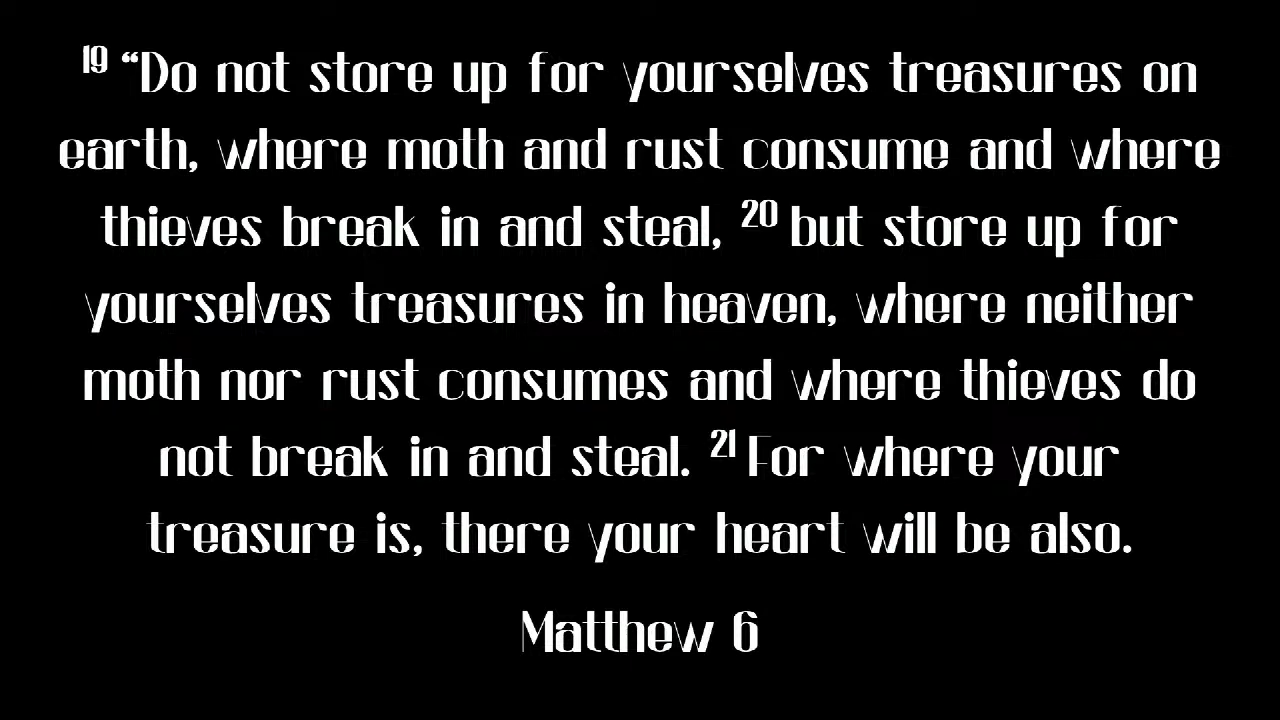 19 “Do not store up for yourselves treasures on
earth, where moth and rust consume and where
thieves break in and steal, 20 but store up for
yourselves treasures in heaven, where neither
moth nor rust consumes and where thieves do
not break in and steal. 21 For where your
treasure is, there your heart will be also.
Matthew 6